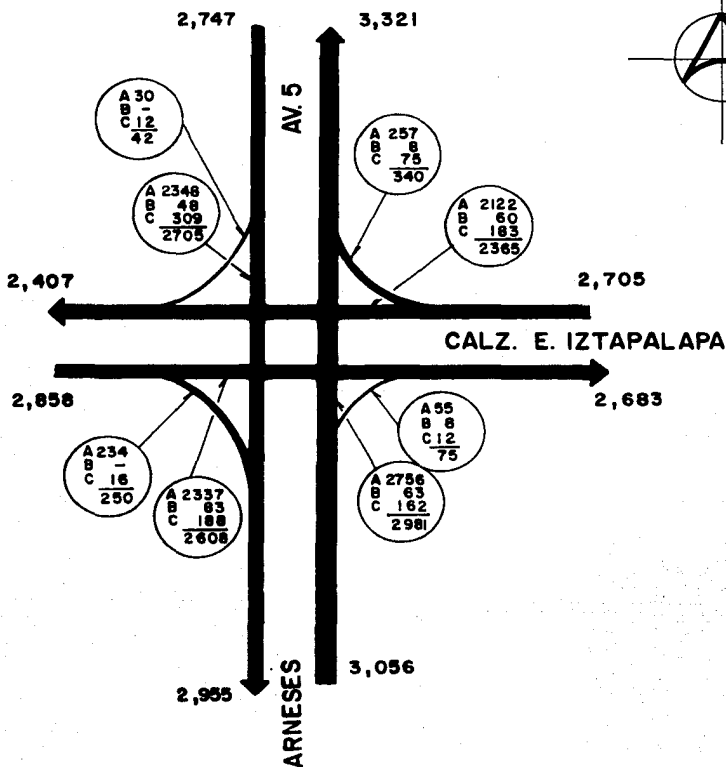 2,747
3,321
AV. 5
A 30
B -
C 12
42
A 257
B 8
C 75
340
A 2348
B 48
C 309
2705
A 2122
B 60
C 183
2365
2,407
2,705
CALZ. E. IZTAPALAPA
2,858
2,683
A 55
B 8
C 12
75
A 234
B -
C 16
250
A 2337
B 83
C 188
2608
A 2756
B 63
C 162
2981
2,955
ARNESES
3,056